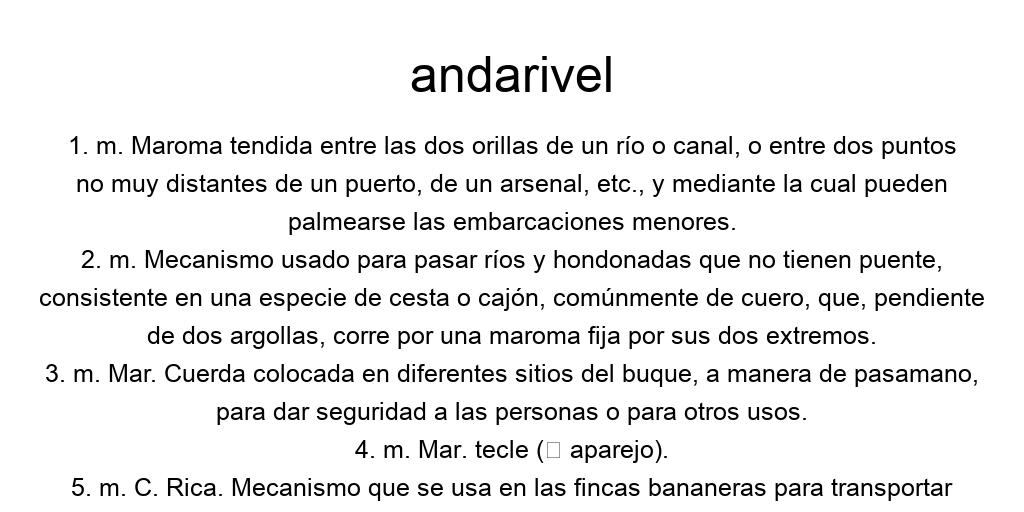 andarivel
1. m. Maroma tendida entre las dos orillas de un río o canal, o entre dos puntos
no muy distantes de un puerto, de un arsenal, etc., y mediante la cual pueden
palmearse las embarcaciones menores.
2. m. Mecanismo usado para pasar ríos y hondonadas que no tienen puente,
consistente en una especie de cesta o cajón, comúnmente de cuero, que, pendiente
de dos argollas, corre por una maroma fija por sus dos extremos.
3. m. Mar. Cuerda colocada en diferentes sitios del buque, a manera de pasamano,
para dar seguridad a las personas o para otros usos.
4. m. Mar. tecle (□ aparejo).
5. m. C. Rica. Mecanismo que se usa en las fincas bananeras para transportar